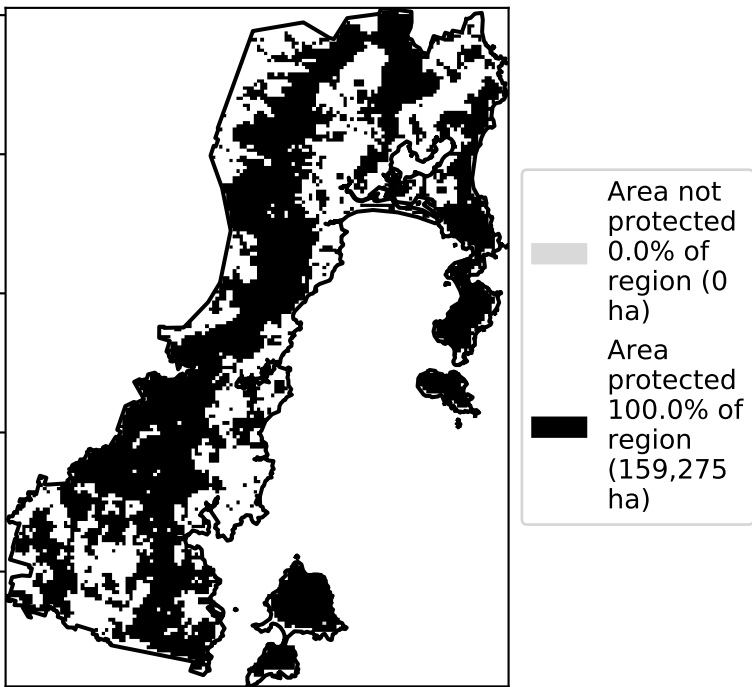 Area not
protected
0.0% of
region (0
ha)
Area
protected
100.0% of
region
(159,275
ha)